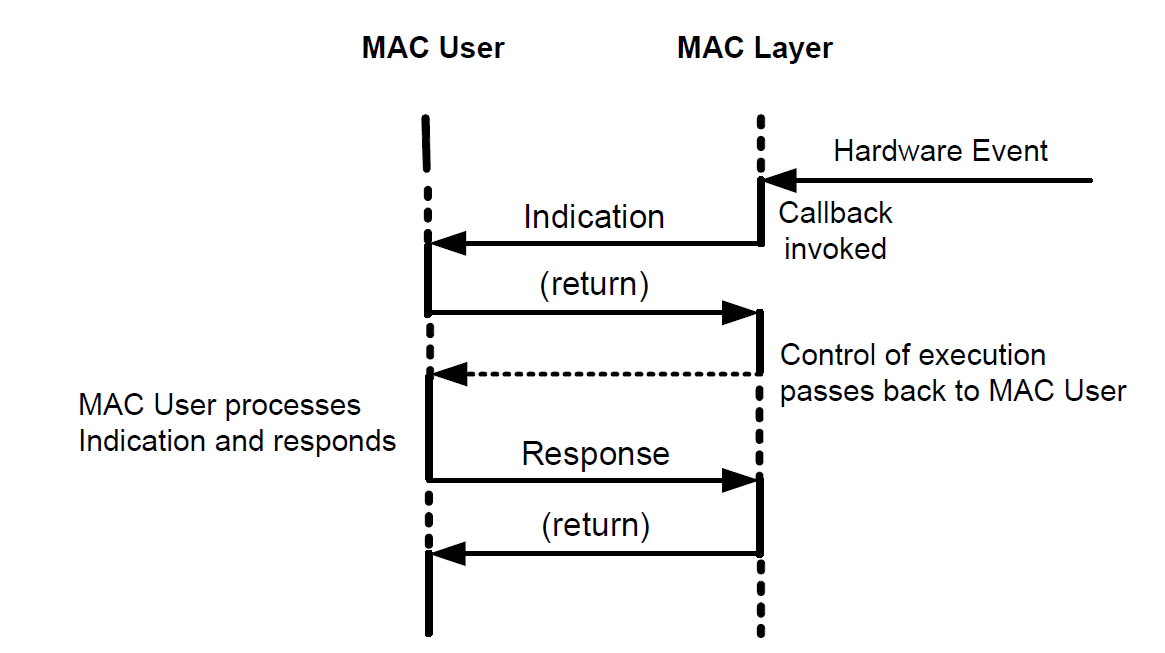 MAC User
MAC Layer
Hardware Event
Indication
Callback
invoked
(return)
Control of execution
passes back to MAC User
MAC User processes
Indication and responds
Response
(return)